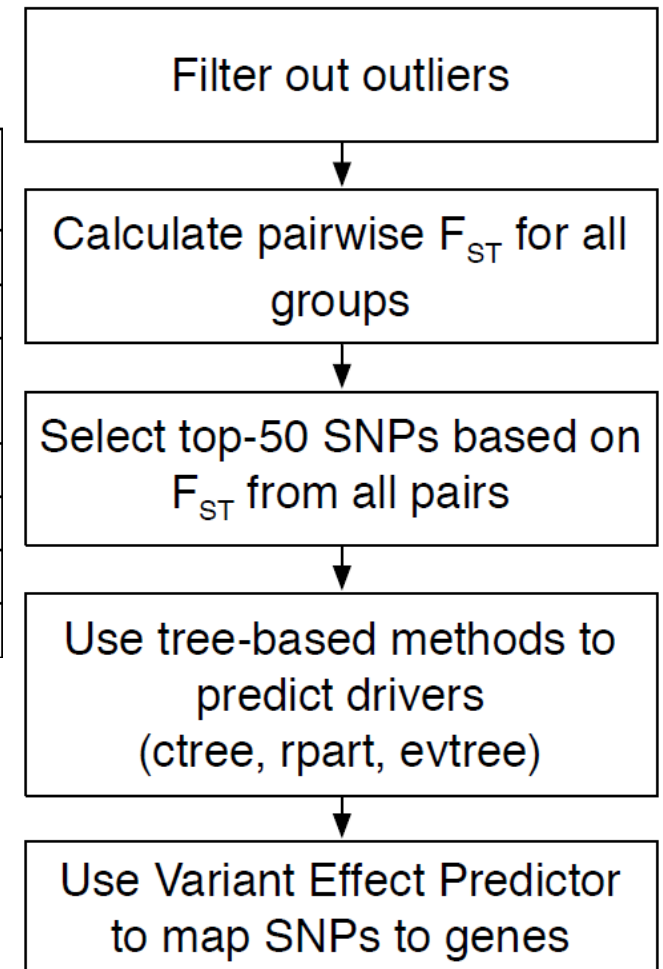 Filter out outliers
Calculate pairwise FST for all
groups
Select top-50 SNPs based on
FST from all pairs
Use tree-based methods to
predict drivers
(ctree, rpart, evtree)
Use Variant Effect Predictor
to map SNPs to genes